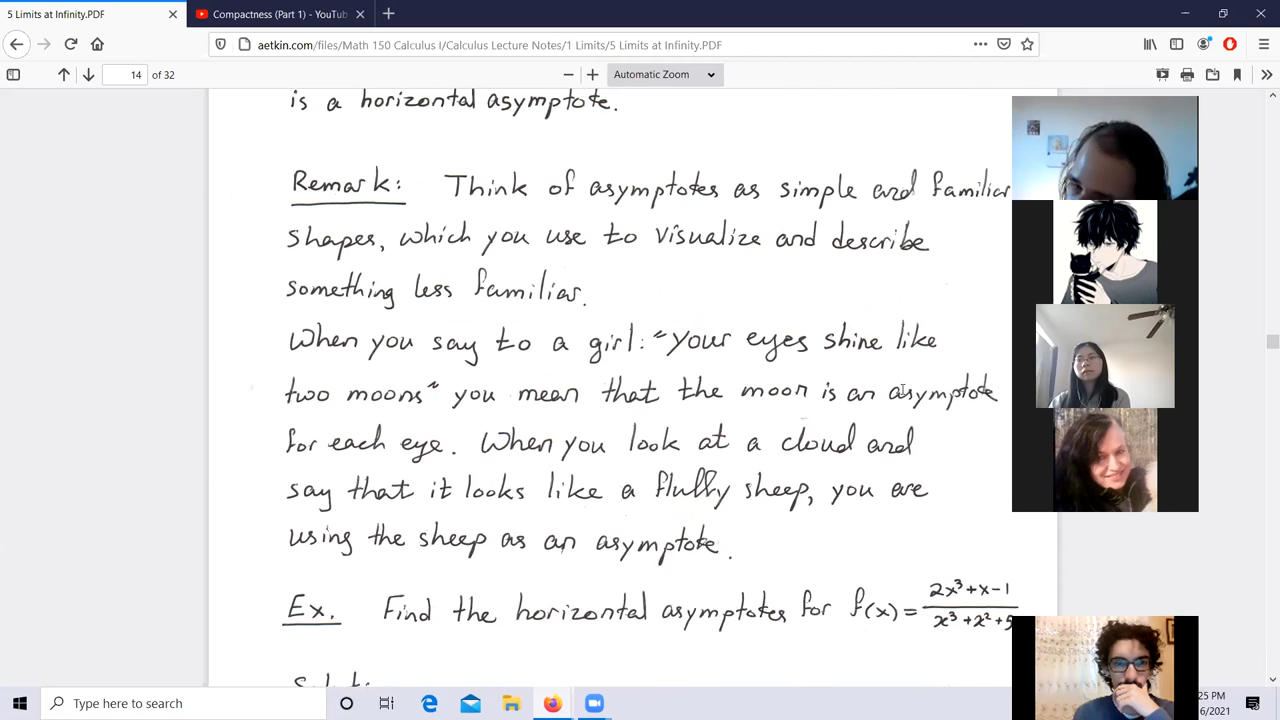 5 Limits at Infinity.PDF
Compactness (Part 1) - YouTube
aetkin.com/files/Math 150 Calculus I/Calculus Lecture Notes/1 Limits/5 Limits at Infinity.PDF
14 of 32
Automatic Zoom
is a horizontal asymptote.
Remark: Think of asymptotes as simple and familiar
shapes, which you use to visualize and describe
something less familiar.
When you say to a girl: "your eyes shine like
two moons" you mean that the moon is an asymptote
for each eye. When you look at a cloud and
say that it looks like a fluffy sheep, you are
using the sheep as an asymptote.
Ex. Find the horizontal asymptotes for f(x) = 2x³+x-1 / x³+x²+5
Type here to search
25 PM
6/2021